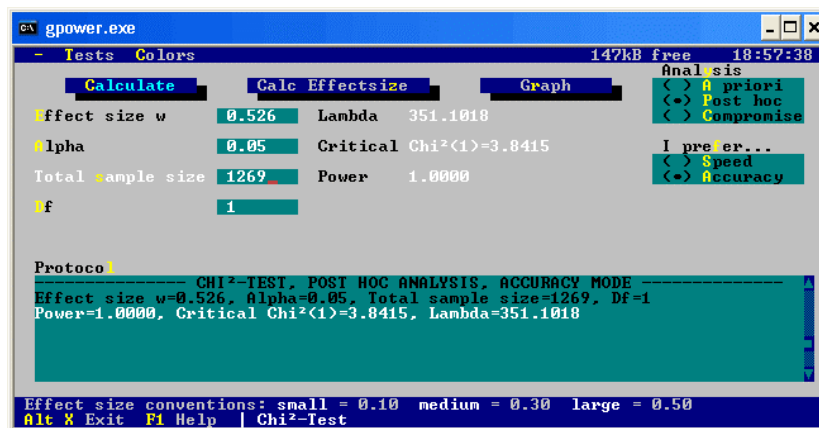 gpower.exe
- Tests Colors 147kB free 18:57:38
Calculate Calc Effectsize Graph
Analysis
( ) A priori
(•) Post hoc
( ) Compromise
Effect size w 0.526 Lambda 351.1018
Alpha 0.05 Critical Chi²(1)=3.8415
Total sample size 1269_ Power 1.0000
Df 1
I prefer...
( ) Speed
(•) Accuracy
Protocol
--------------- CHI²-TEST, POST HOC ANALYSIS, ACCURACY MODE --------------
Effect size w=0.526, Alpha=0.05, Total sample size=1269, Df=1
Power=1.0000, Critical Chi²(1)=3.8415, Lambda=351.1018
Effect size conventions: small = 0.10 medium = 0.30 large = 0.50
Alt X Exit F1 Help | Chi²-Test